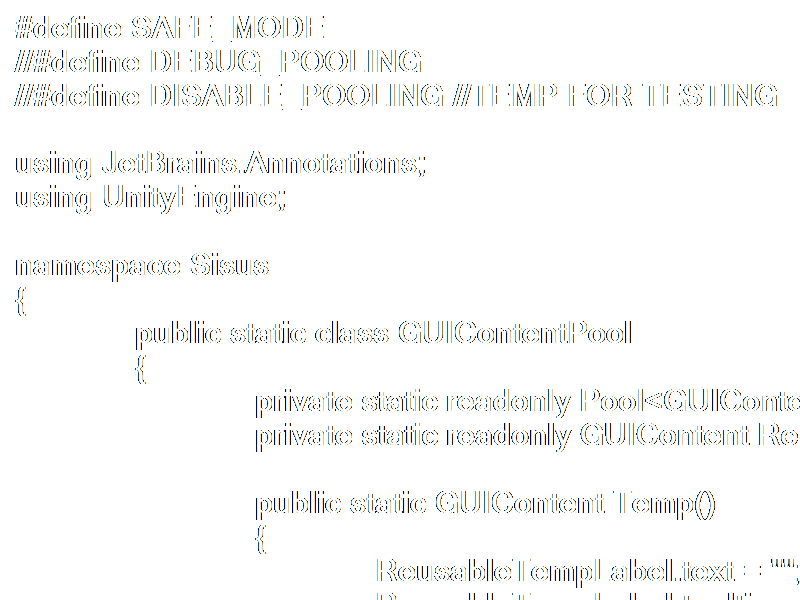 #define SAFE_MODE
//#define DEBUG_POOLING
//#define DISABLE_POOLING //TEMP FOR TESTING
using JetBrains.Annotations;
using UnityEngine;
namespace Sisus
{
public static class GUIContentPool
{
private static readonly Pool<GUIConte
private static readonly GUIContent Re
public static GUIContent Temp()
{
ReusableTempLabel.text = "";